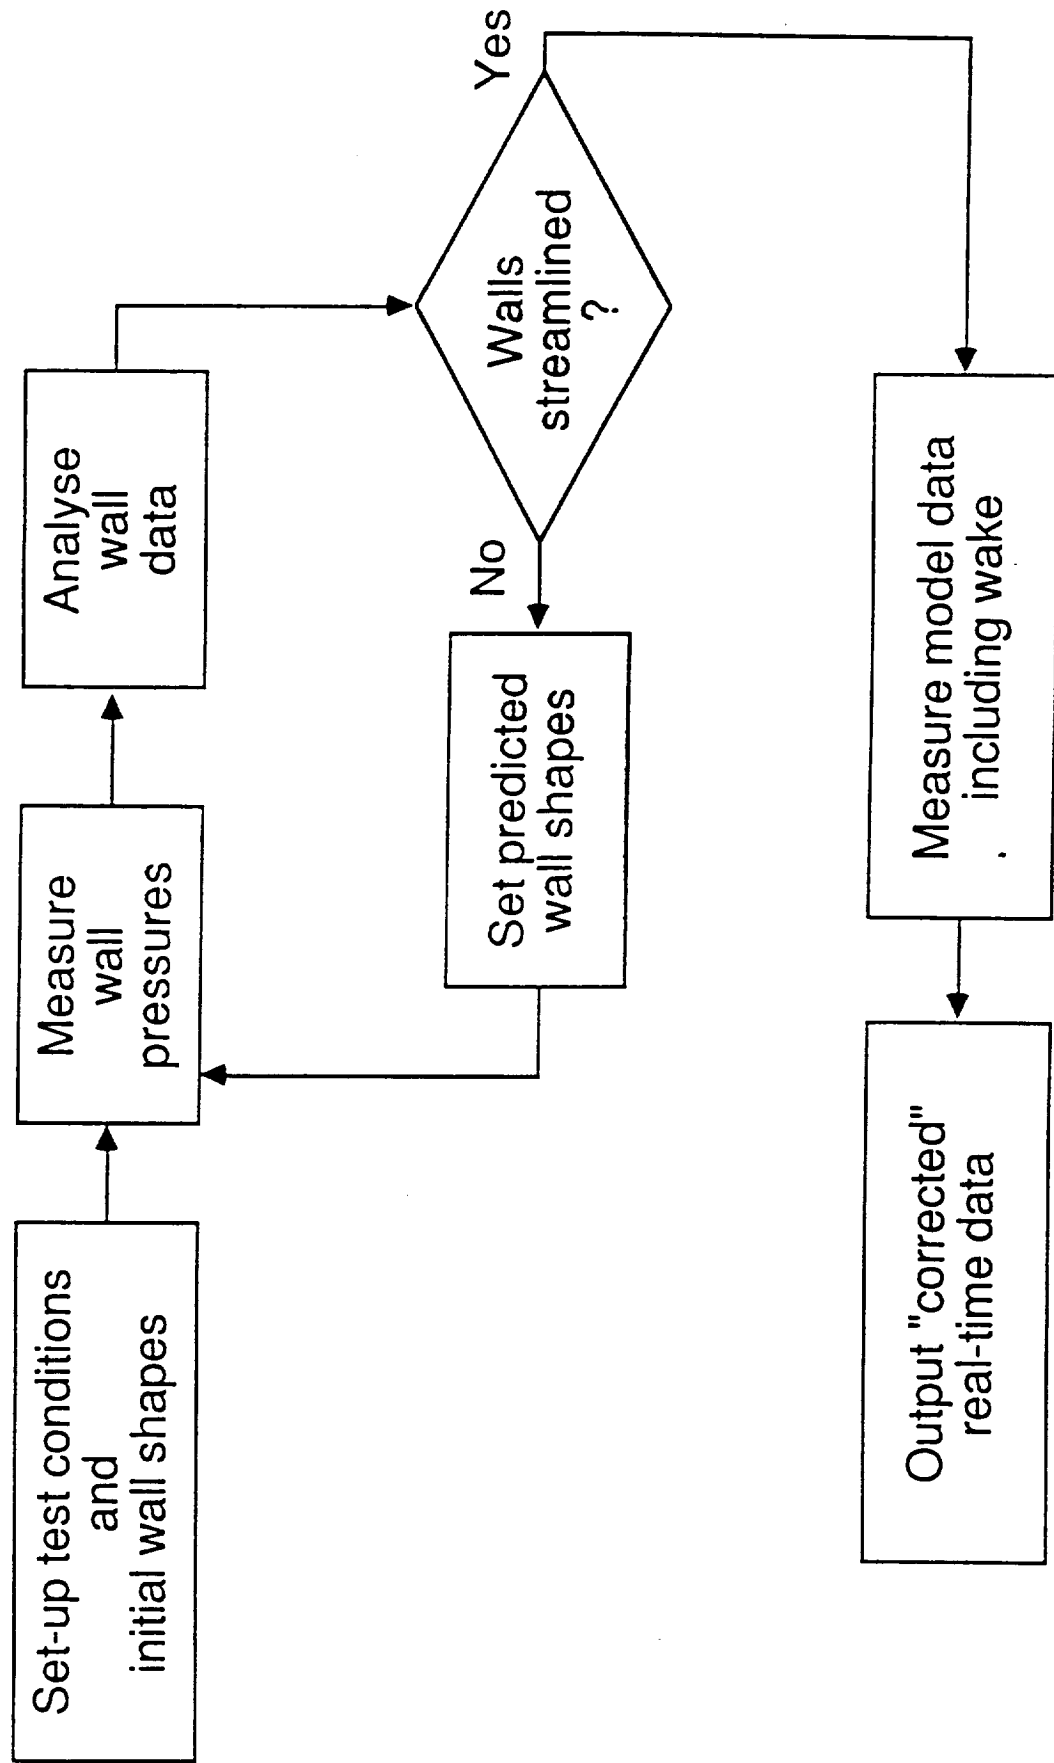 Set-up test conditions
and
initial wall shapes
Measure
wall
pressures
Analyse
wall
data
Walls
streamlined
?
Yes
No
Set predicted
wall shapes
Measure model data
including wake
Output "corrected"
real-time data